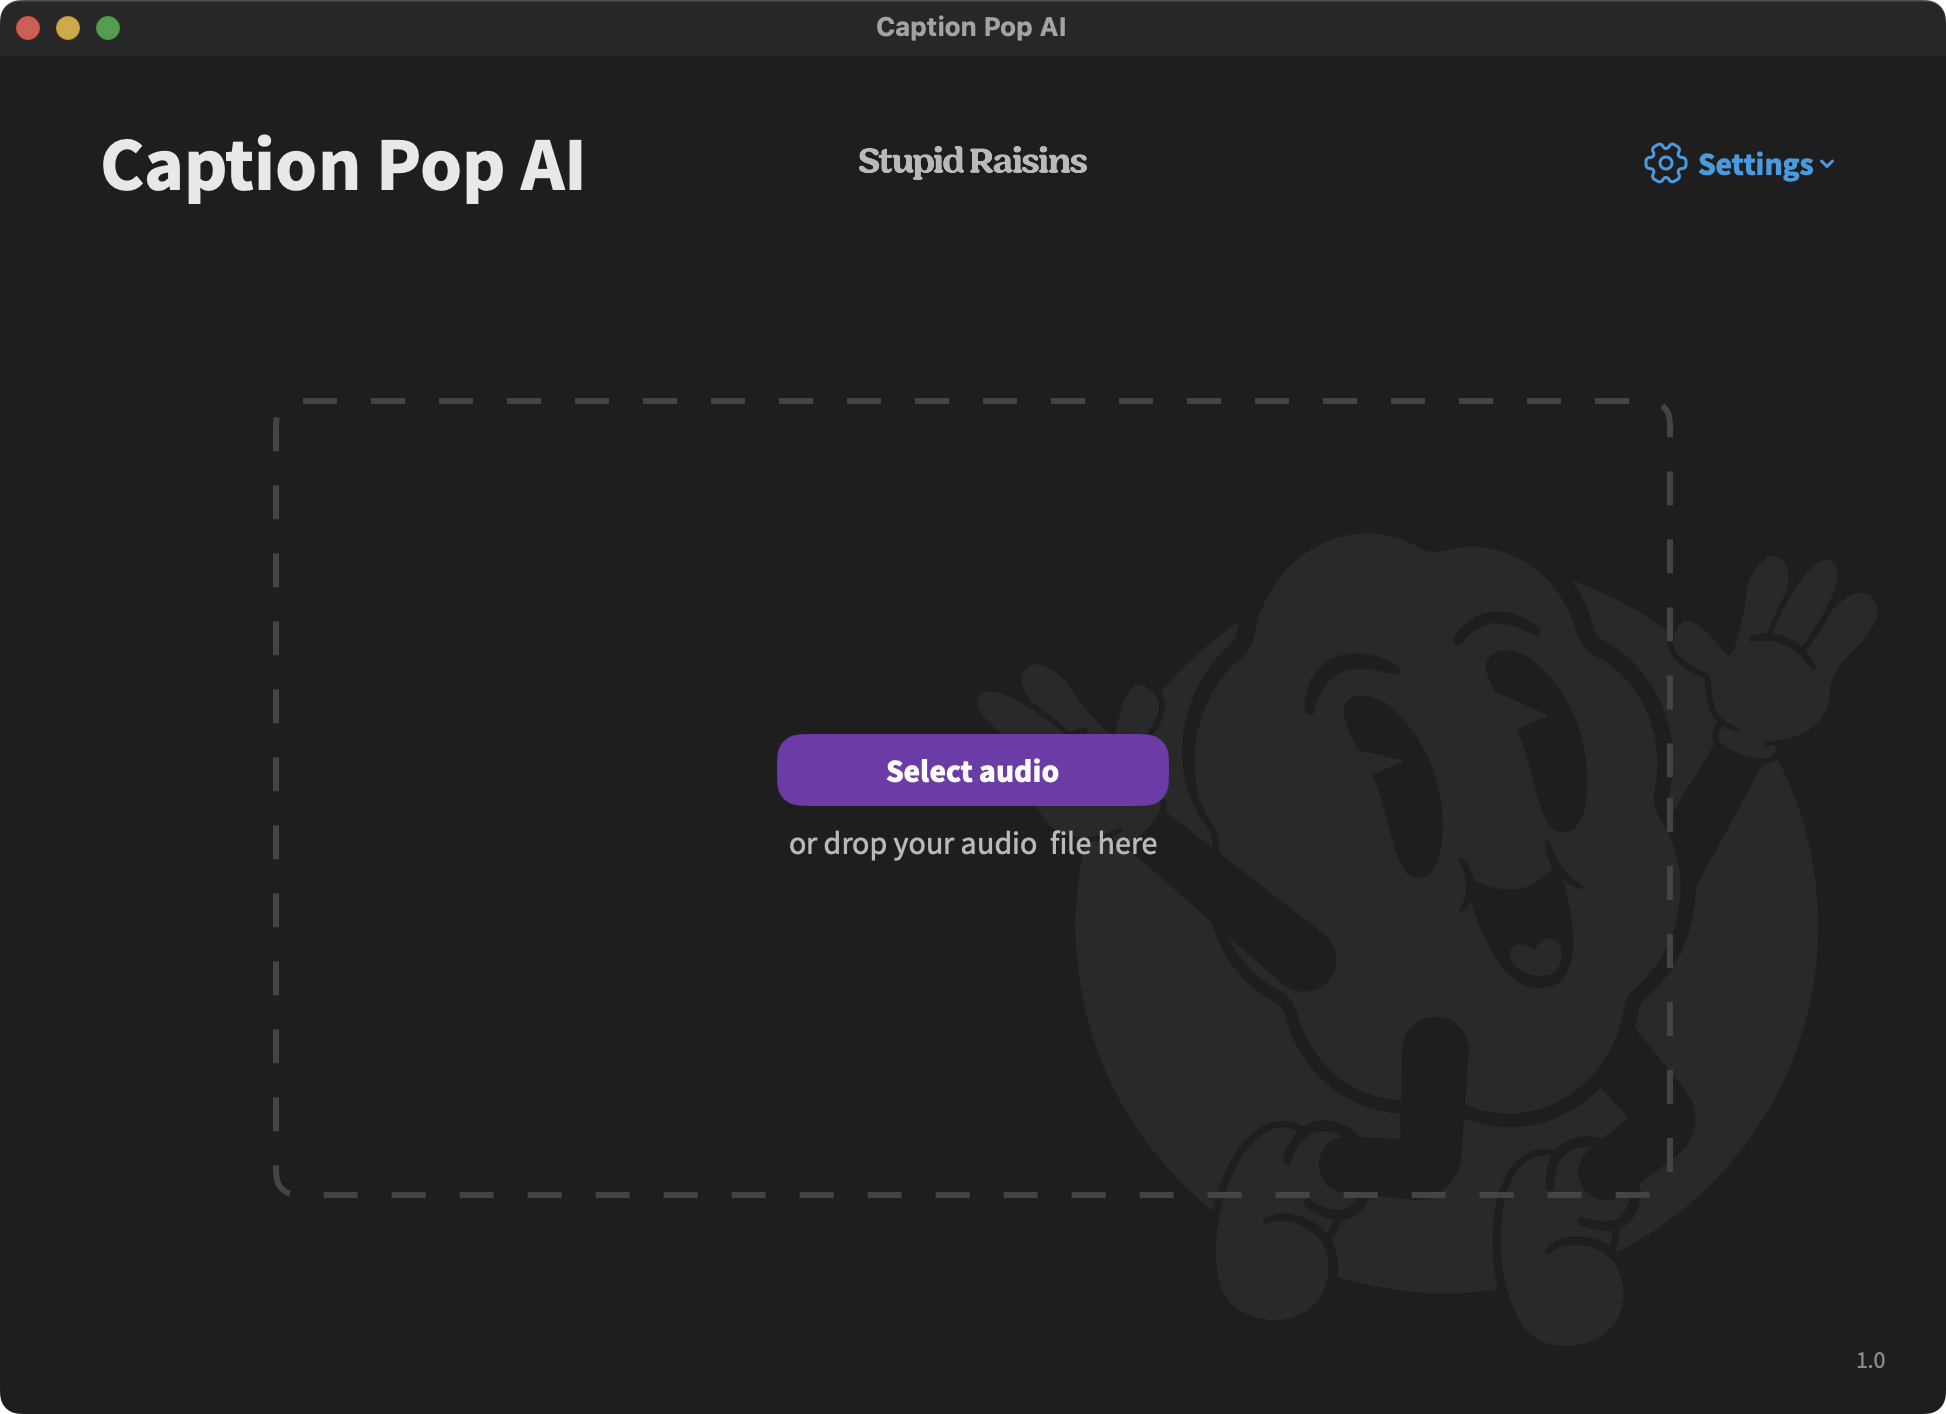 Caption Pop AI
Caption Pop AI
Stupid Raisins
Settings
Select audio
or drop your audio file here
1.0